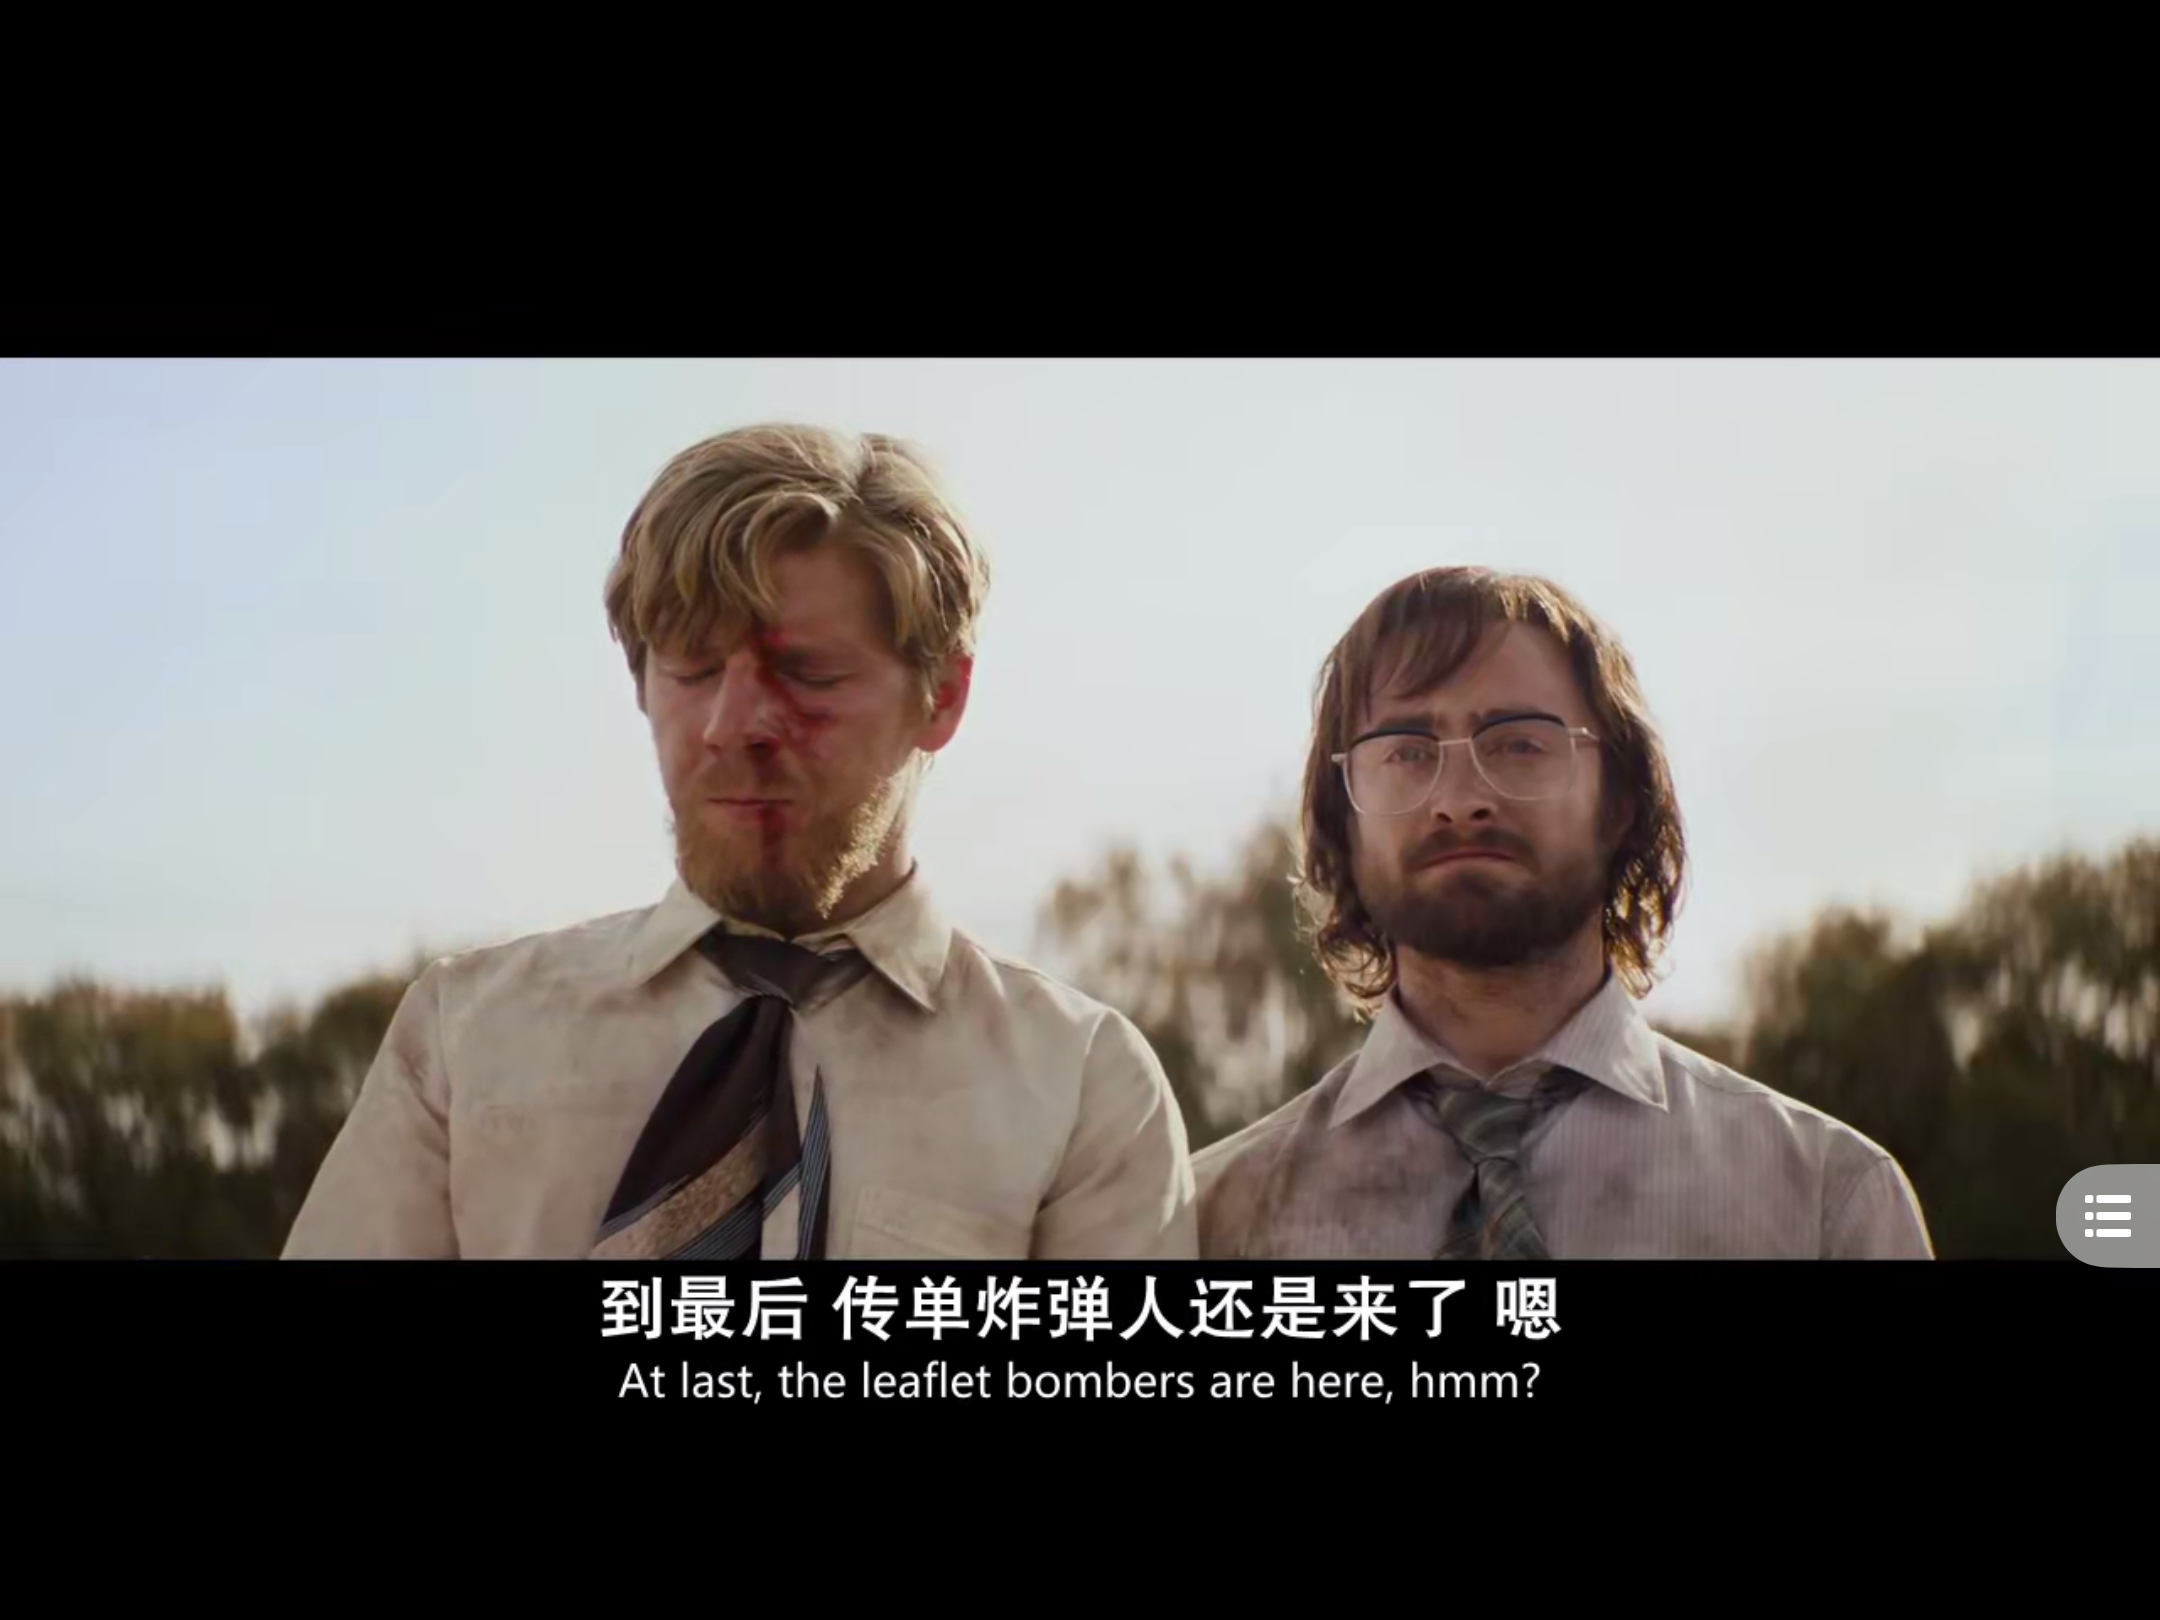 到最后 传单炸弹人还是来了 嗯
At last, the leaflet bombers are here, hmm?